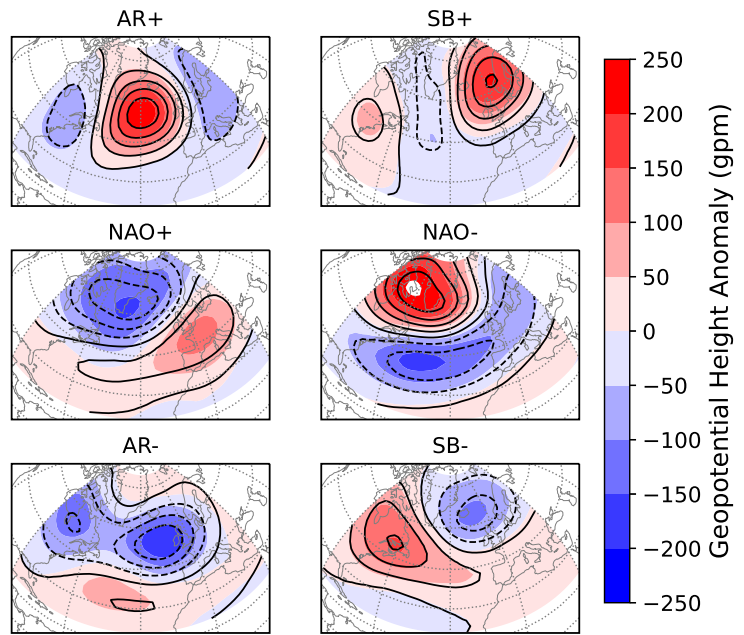 AR+
SB+
NAO+
NAO-
AR-
SB-
250
200
150
100
50
0
−50
−100
−150
−200
−250
Geopotential Height Anomaly (gpm)